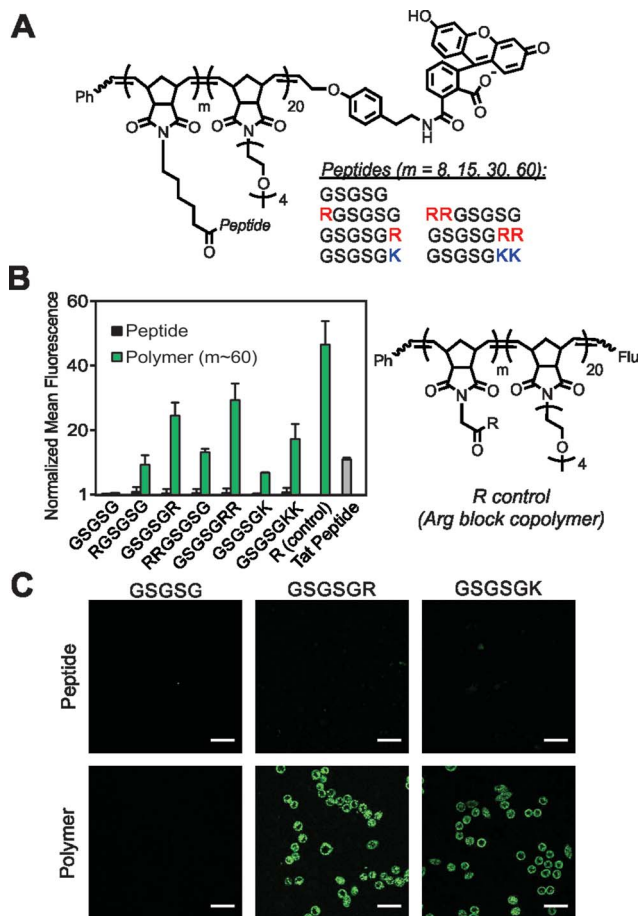 A
HO
O
O
O⁻
O
Ph
m
20
O
N
H
O
O
N
O
O
N
O
O
4
O
Peptide
Peptides (m = 8, 15, 30, 60):
GSGSG
RGSGSG RRGSGSG
GSGSGR GSGSGRR
GSGSGK GSGSGKK
B
Normalized Mean Fluorescence
60
40
20
1
Peptide
Polymer (m~60)
GSGSG
RGSGSG
GSGSGR
RRGSGSG
GSGSGRR
GSGSGK
GSGSGKK
R (control)
Tat Peptide
Ph
m
20
Flu
O
N
O
O
N
O
R
O
O
4
R control
(Arg block copolymer)
C
GSGSG GSGSGR GSGSGK
Peptide
Polymer